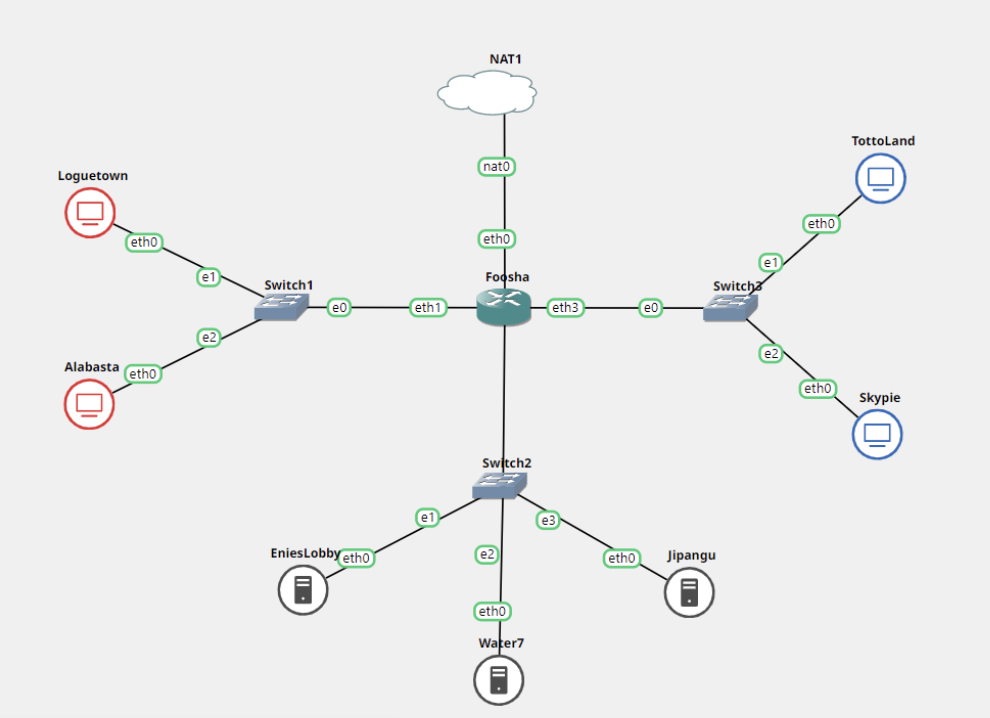 NAT1
nat0
eth0
Foosha
TottoLand
eth0
e1
Loguetown
eth0
e1
Switch1
e0
eth1
eth3
e0
Switch3
e2
eth0
Alabasta
e2
eth0
Skypie
Switch2
e1
e2
e3
EniesLobby
eth0
eth0
Jipangu
eth0
Water7